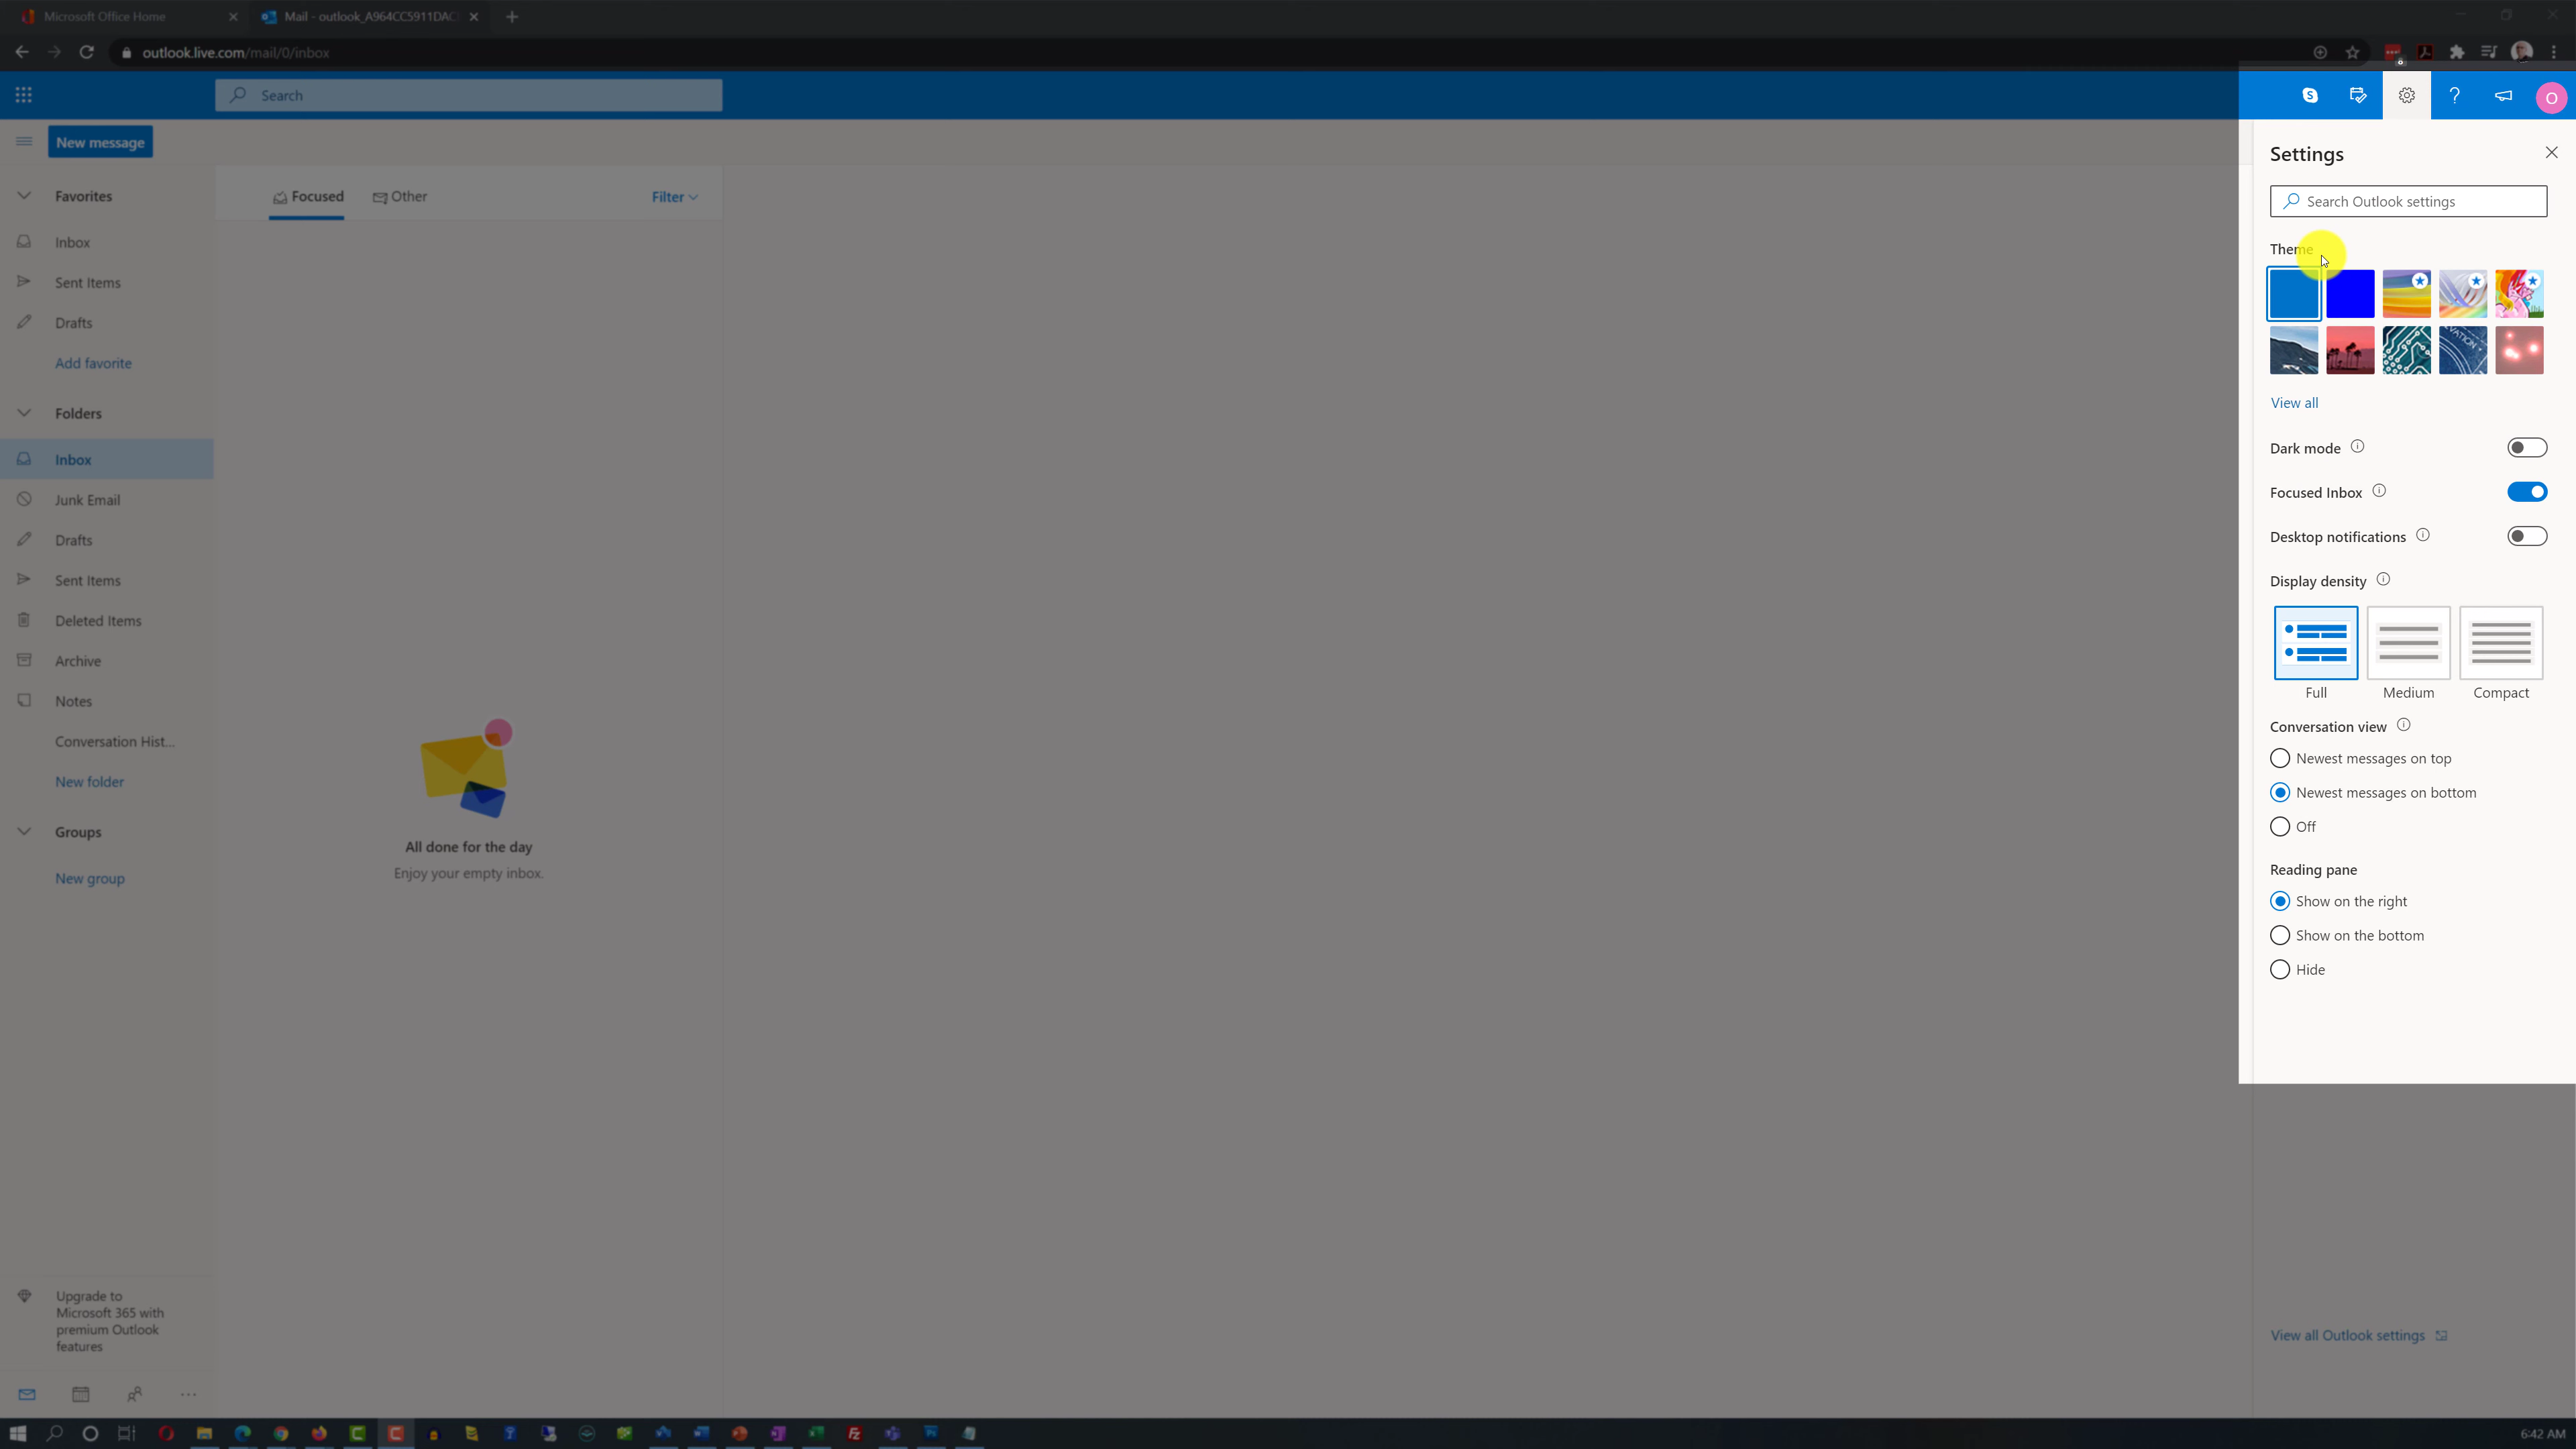 Microsoft Office Home
Mail - outlook_A964CC5911DAC
outlook.live.com/mail/0/inbox
Search
New message
Favorites
Inbox
Sent Items
Drafts
Add favorite
Folders
Inbox
Junk Email
Drafts
Sent Items
Deleted Items
Archive
Notes
Conversation Hist...
New folder
Groups
New group
Upgrade to
Microsoft 365 with
premium Outlook
features
Focused
Other
Filter
All done for the day
Enjoy your empty inbox.
O
Settings
Search Outlook settings
Theme
VATION
View all
Dark mode
Focused Inbox
Desktop notifications
Display density
Full Medium Compact
Conversation view
Newest messages on top
Newest messages on bottom
Off
Reading pane
Show on the right
Show on the bottom
Hide
View all Outlook settings
6:42 AM